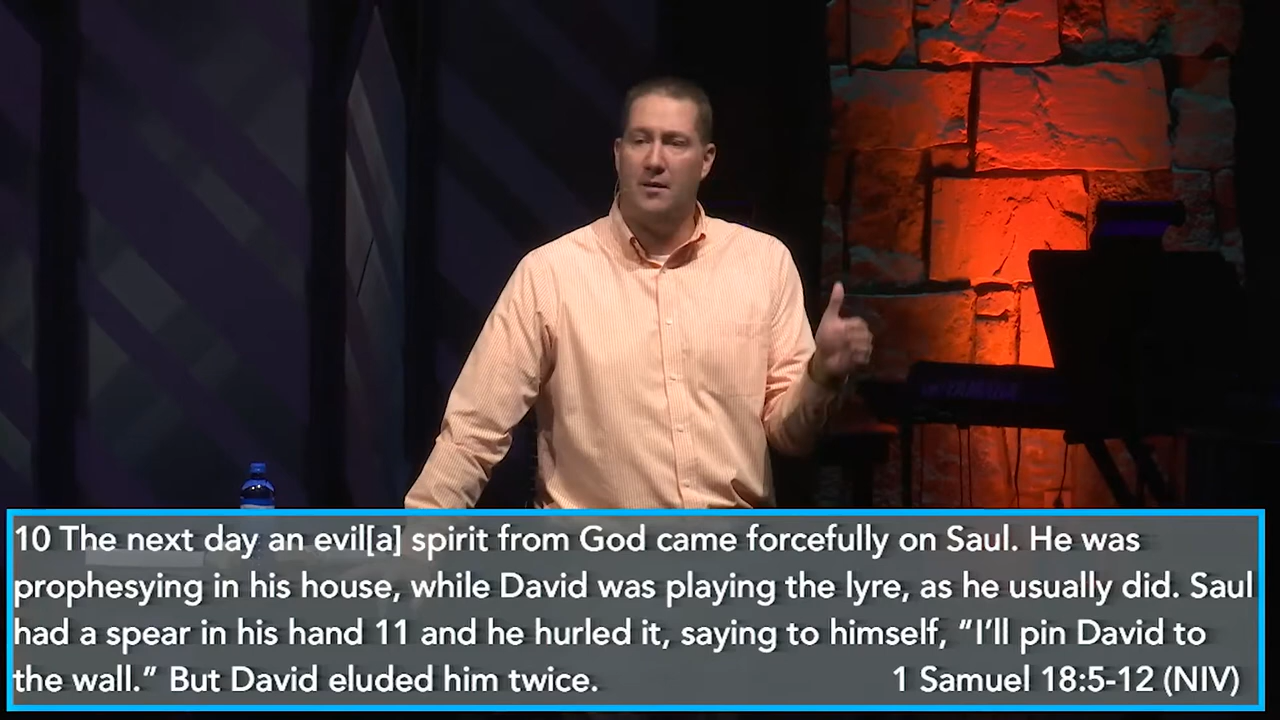 10 The next day an evil[a] spirit from God came forcefully on Saul. He was
prophesying in his house, while David was playing the lyre, as he usually did. Saul
had a spear in his hand 11 and he hurled it, saying to himself, “I’ll pin David to
the wall.” But David eluded him twice. 1 Samuel 18:5-12 (NIV)
YAMAHA